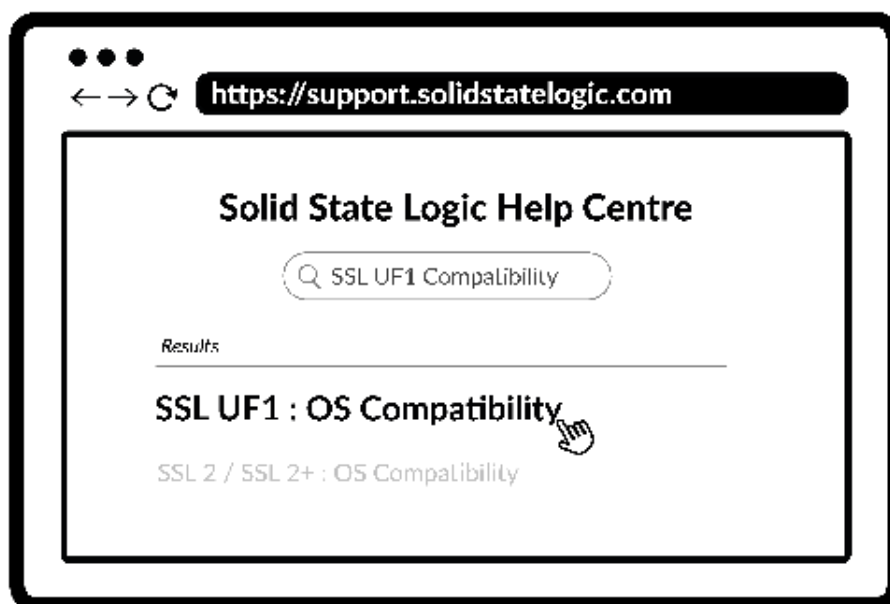 https://support.solidstatelogic.com
Solid State Logic Help Centre
SSL UF1 Compatibility
Results
SSL UF1 : OS Compatibility
SSL 2 / SSL 2+ : OS Compatibility